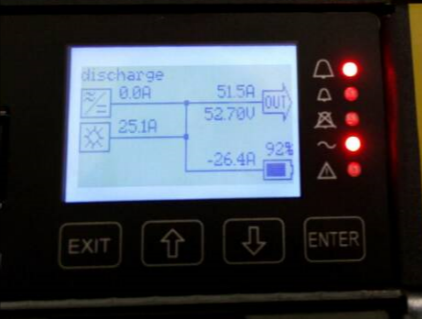 discharge
0.0A
51.5A
OUT
52.70V
25.1A
-26.4A
92%
EXIT
ENTER